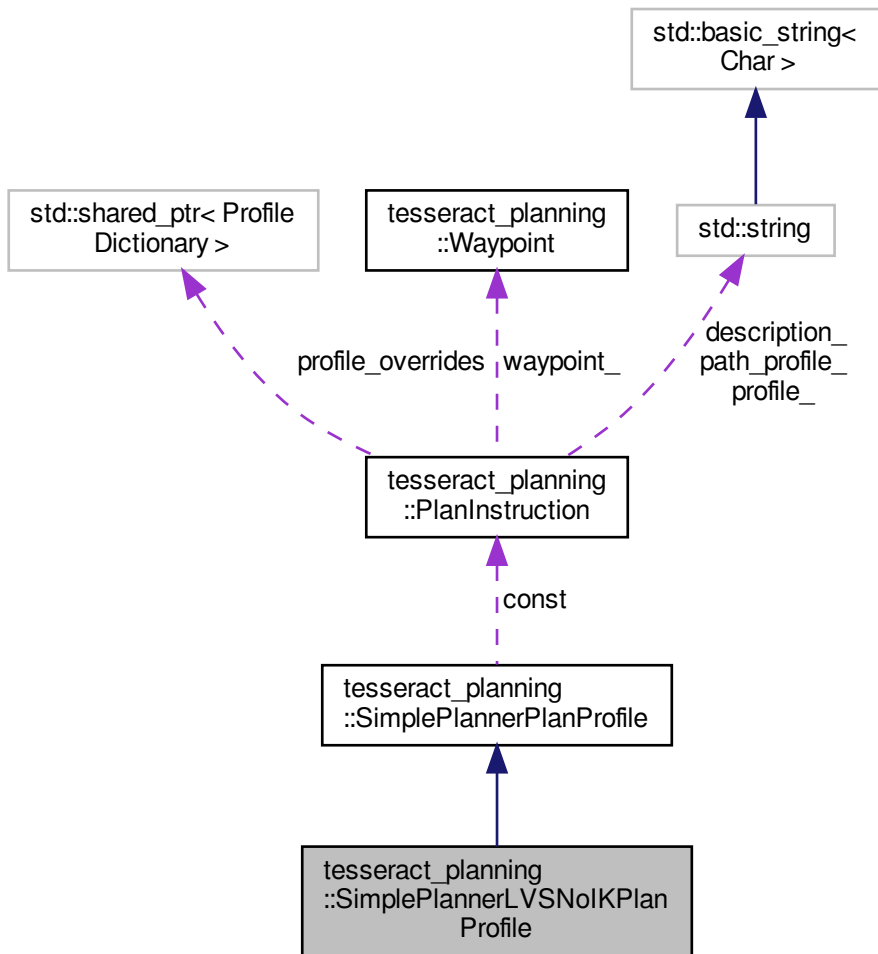 std::basic_string<
Char >
std::shared_ptr< Profile
Dictionary >
tesseract_planning
::Waypoint
std::string
profile_overrides
waypoint_
description_
path_profile_
profile_
tesseract_planning
::PlanInstruction
const
tesseract_planning
::SimplePlannerPlanProfile
tesseract_planning
::SimplePlannerLVSNoIKPlan
Profile